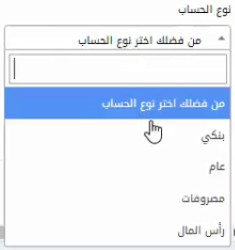 نوع الحساب
من فضلك اختر نوع الحساب
من فضلك اختر نوع الحساب
بنكي
عام
مصروفات
رأس المال